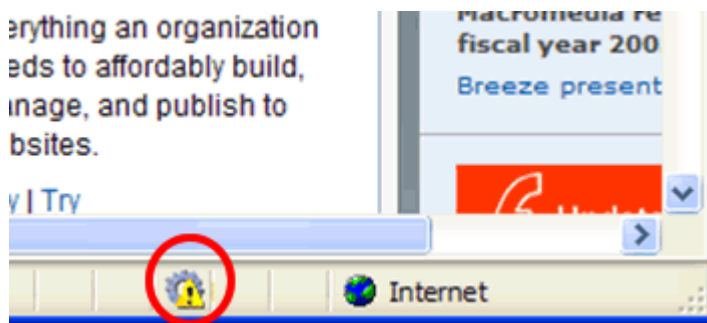 erything an organization
eds to affordably build,
nage, and publish to
bsites.
y | Try
Macromedia re
fiscal year 200
Breeze present
Update
Internet